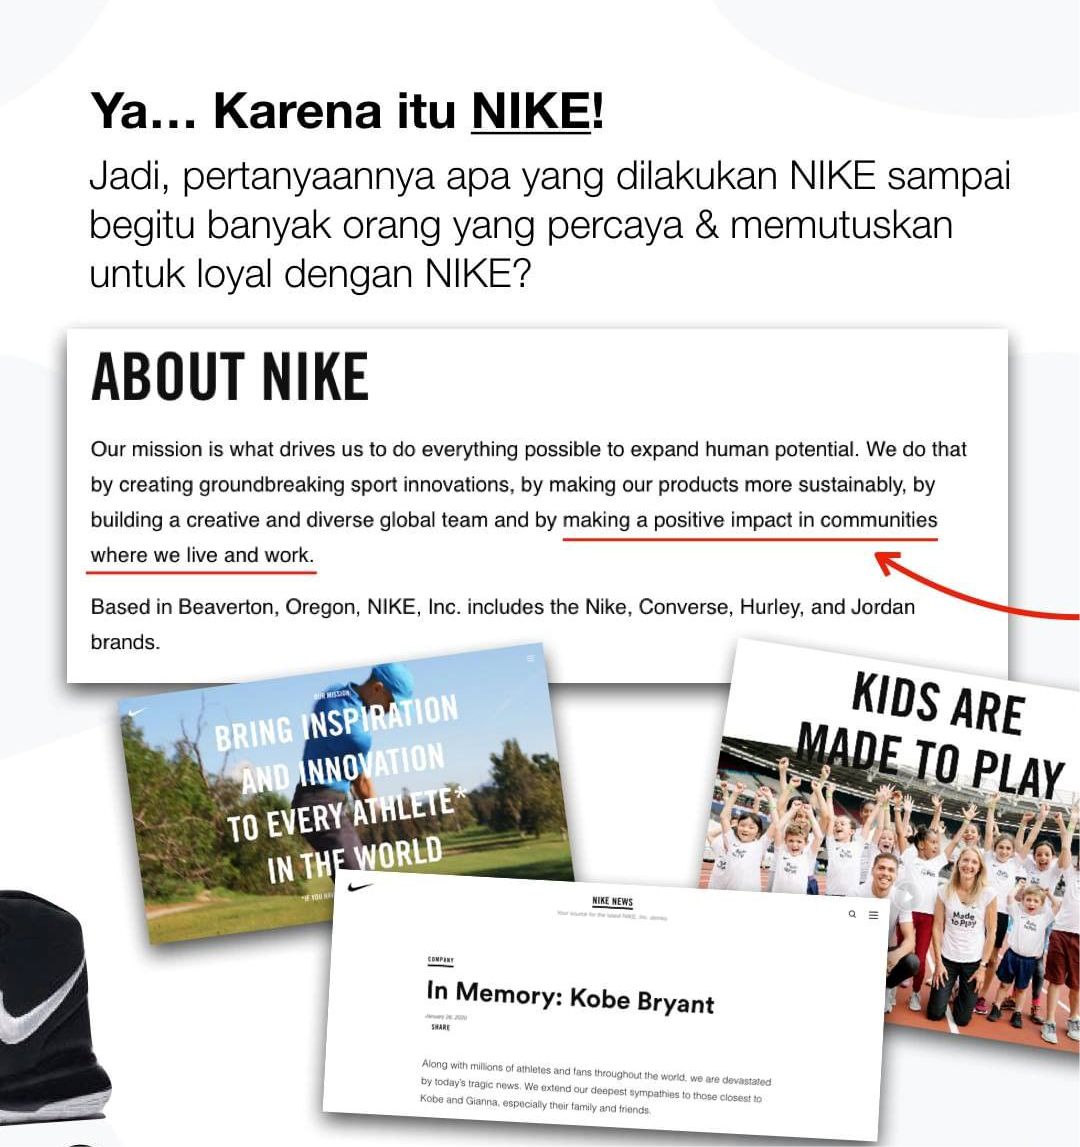 Ya... Karena itu NIKE!
Jadi, pertanyaannya apa yang dilakukan NIKE sampai
begitu banyak orang yang percaya & memutuskan
untuk loyal dengan NIKE?
ABOUT NIKE
Our mission is what drives us to do everything possible to expand human potential. We do that
by creating groundbreaking sport innovations, by making our products more sustainably, by
building a creative and diverse global team and by making a positive impact in communities
where we live and work.
Based in Beaverton, Oregon, NIKE, Inc. includes the Nike, Converse, Hurley, and Jordan
brands.
OUR MISSION
BRING INSPIRATION
AND INNOVATION
TO EVERY ATHLETE*
IN THE WORLD
*IF YOU
KIDS ARE
MADE TO PLAY
Made
to Play
NIKE NEWS
Your source for the latest NIKE, Inc. stories
COMPANY
In Memory: Kobe Bryant
January 26, 2020
SHARE
Along with millions of athletes and fans throughout the world, we are devastated
by today's tragic news. We extend our deepest sympathies to those closest to
Kobe and Gianna, especially their family and friends.